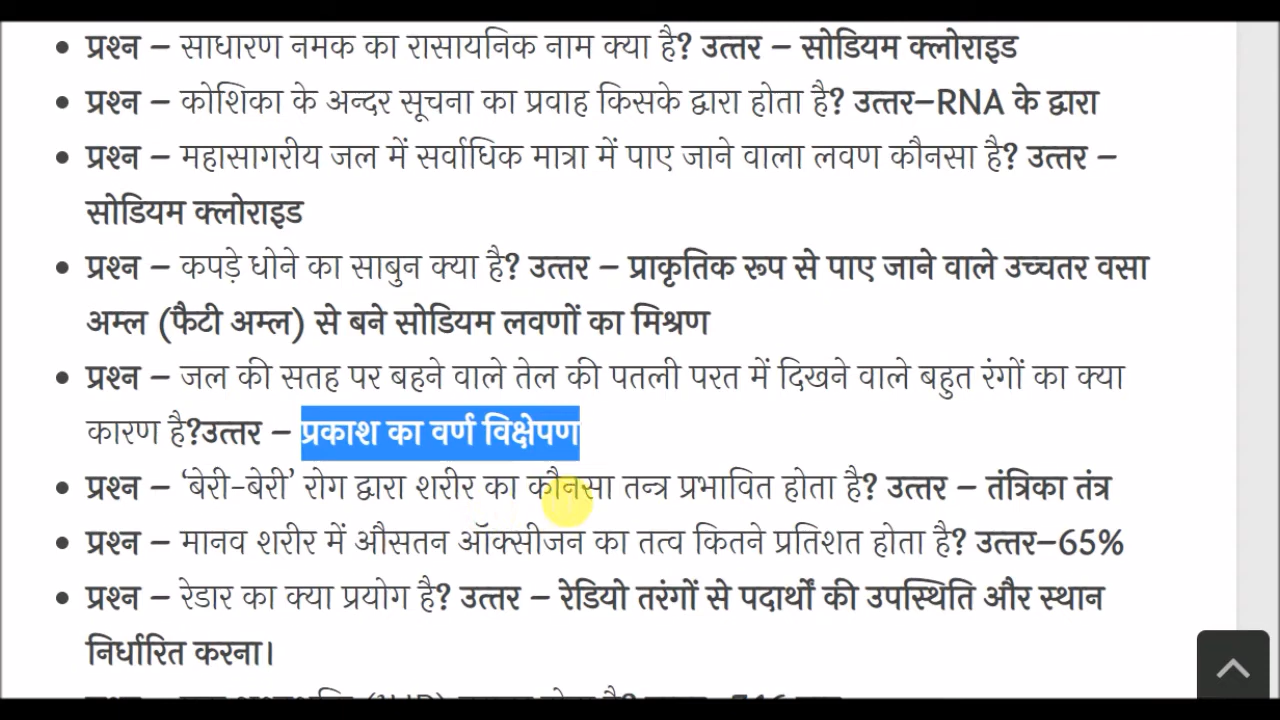 • प्रश्न – साधारण नमक का रासायनिक नाम क्या है? उत्तर – सोडियम क्लोराइड
• प्रश्न – कोशिका के अन्दर सूचना का प्रवाह किसके द्वारा होता है? उत्तर–RNA के द्वारा
• प्रश्न – महासागरीय जल में सर्वाधिक मात्रा में पाए जाने वाला लवण कौनसा है? उत्तर –
सोडियम क्लोराइड
• प्रश्न – कपड़े धोने का साबुन क्या है? उत्तर – प्राकृतिक रूप से पाए जाने वाले उच्चतर वसा
अम्ल (फैटी अम्ल) से बने सोडियम लवणों का मिश्रण
• प्रश्न – जल की सतह पर बहने वाले तेल की पतली परत में दिखने वाले बहुत रंगों का क्या
कारण है?उत्तर – प्रकाश का वर्ण विक्षेपण
• प्रश्न – ‘बेरी-बेरी’ रोग द्वारा शरीर का कौनसा तन्त्र प्रभावित होता है? उत्तर – तंत्रिका तंत्र
• प्रश्न – मानव शरीर में औसतन ऑक्सीजन का तत्व कितने प्रतिशत होता है? उत्तर–65%
• प्रश्न – रेडार का क्या प्रयोग है? उत्तर – रेडियो तरंगों से पदार्थों की उपस्थिति और स्थान
निर्धारित करना।